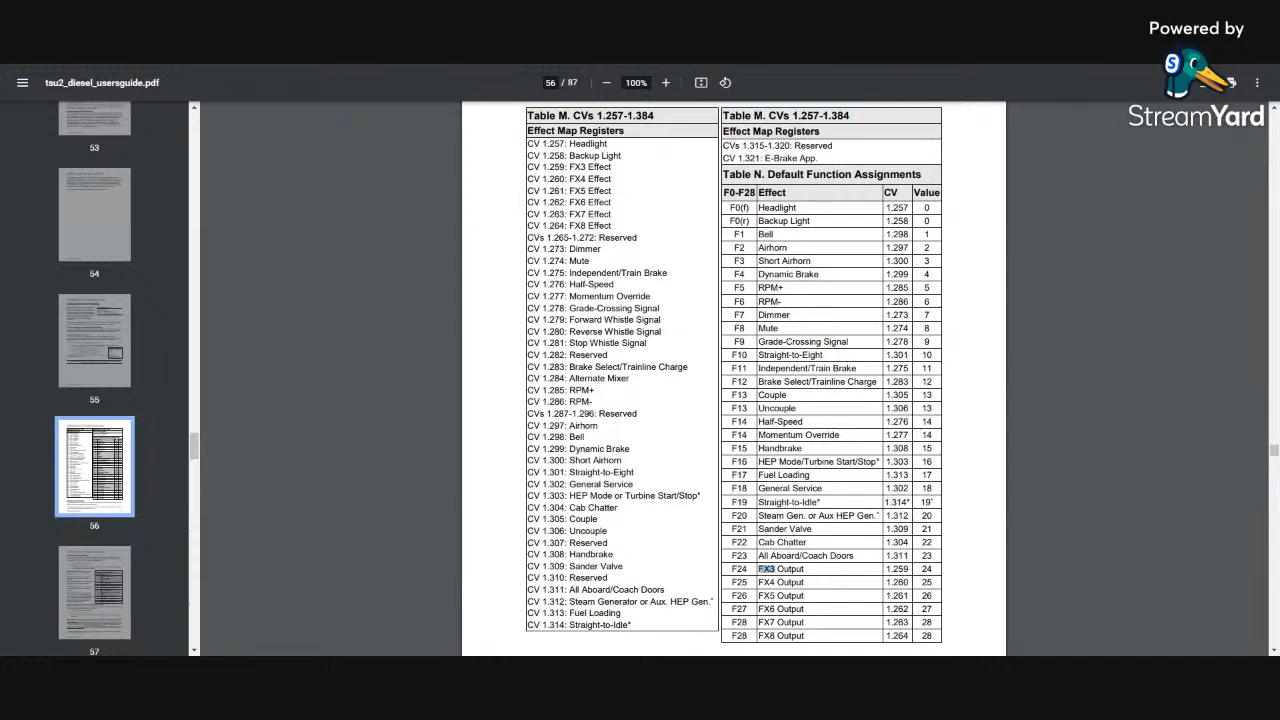 Powered by
StreamYard
tsu2_diesel_usersguide.pdf
56 / 87
100%
53
54
55
56
57
Table M. CVs 1.257-1.384
Effect Map Registers
CV 1.257: Headlight
CV 1.258: Backup Light
CV 1.259: FX3 Effect
CV 1.260: FX4 Effect
CV 1.261: FX5 Effect
CV 1.262: FX6 Effect
CV 1.263: FX7 Effect
CV 1.264: FX8 Effect
CVs 1.265-1.272: Reserved
CV 1.273: Dimmer
CV 1.274: Mute
CV 1.275: Independent/Train Brake
CV 1.276: Half-Speed
CV 1.277: Momentum Override
CV 1.278: Grade-Crossing Signal
CV 1.279: Forward Whistle Signal
CV 1.280: Reverse Whistle Signal
CV 1.281: Stop Whistle Signal
CV 1.282: Reserved
CV 1.283: Brake Select/Trainline Charge
CV 1.284: Alternate Mixer
CV 1.285: RPM+
CV 1.286: RPM-
CVs 1.287-1.296: Reserved
CV 1.297: Airhorn
CV 1.298: Bell
CV 1.299: Dynamic Brake
CV 1.300: Short Airhorn
CV 1.301: Straight-to-Eight
CV 1.302: General Service
CV 1.303: HEP Mode or Turbine Start/Stop*
CV 1.304: Cab Chatter
CV 1.305: Couple
CV 1.306: Uncouple
CV 1.307: Reserved
CV 1.308: Handbrake
CV 1.309: Sander Valve
CV 1.310: Reserved
CV 1.311: All Aboard/Coach Doors
CV 1.312: Steam Generator or Aux. HEP Gen.^
CV 1.313: Fuel Loading
CV 1.314: Straight-to-Idle*
Table M. CVs 1.257-1.384
Effect Map Registers
CVs 1.315-1.320: Reserved
CV 1.321: E-Brake App.
Table N. Default Function Assignments
F0-F28 Effect CV Value
F0(f) Headlight 1.257 0
F0(r) Backup Light 1.258 0
F1 Bell 1.298 1
F2 Airhorn 1.297 2
F3 Short Airhorn 1.300 3
F4 Dynamic Brake 1.299 4
F5 RPM+ 1.285 5
F6 RPM- 1.286 6
F7 Dimmer 1.273 7
F8 Mute 1.274 8
F9 Grade-Crossing Signal 1.278 9
F10 Straight-to-Eight 1.301 10
F11 Independent/Train Brake 1.275 11
F12 Brake Select/Trainline Charge 1.283 12
F13 Couple 1.305 13
F13 Uncouple 1.306 13
F14 Half-Speed 1.276 14
F14 Momentum Override 1.277 14
F15 Handbrake 1.308 15
F16 HEP Mode/Turbine Start/Stop* 1.303 16
F17 Fuel Loading 1.313 17
F18 General Service 1.302 18
F19 Straight-to-Idle* 1.314* 19*
F20 Steam Gen. or Aux HEP Gen.^ 1.312 20
F21 Sander Valve 1.309 21
F22 Cab Chatter 1.304 22
F23 All Aboard/Coach Doors 1.311 23
F24 FX3 Output 1.259 24
F25 FX4 Output 1.260 25
F26 FX5 Output 1.261 26
F27 FX6 Output 1.262 27
F28 FX7 Output 1.263 28
F28 FX8 Output 1.264 28